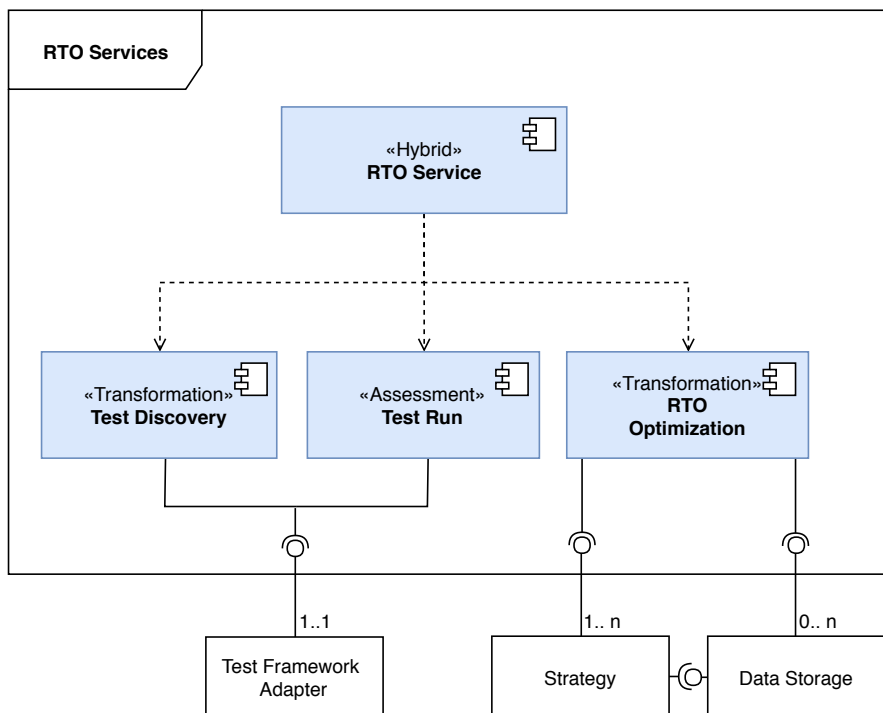 RTO Services
«Hybrid»
RTO Service
«Transformation»
Test Discovery
«Assessment»
Test Run
«Transformation»
RTO
Optimization
1..1
1.. n
0.. n
Test Framework
Adapter
Strategy
Data Storage